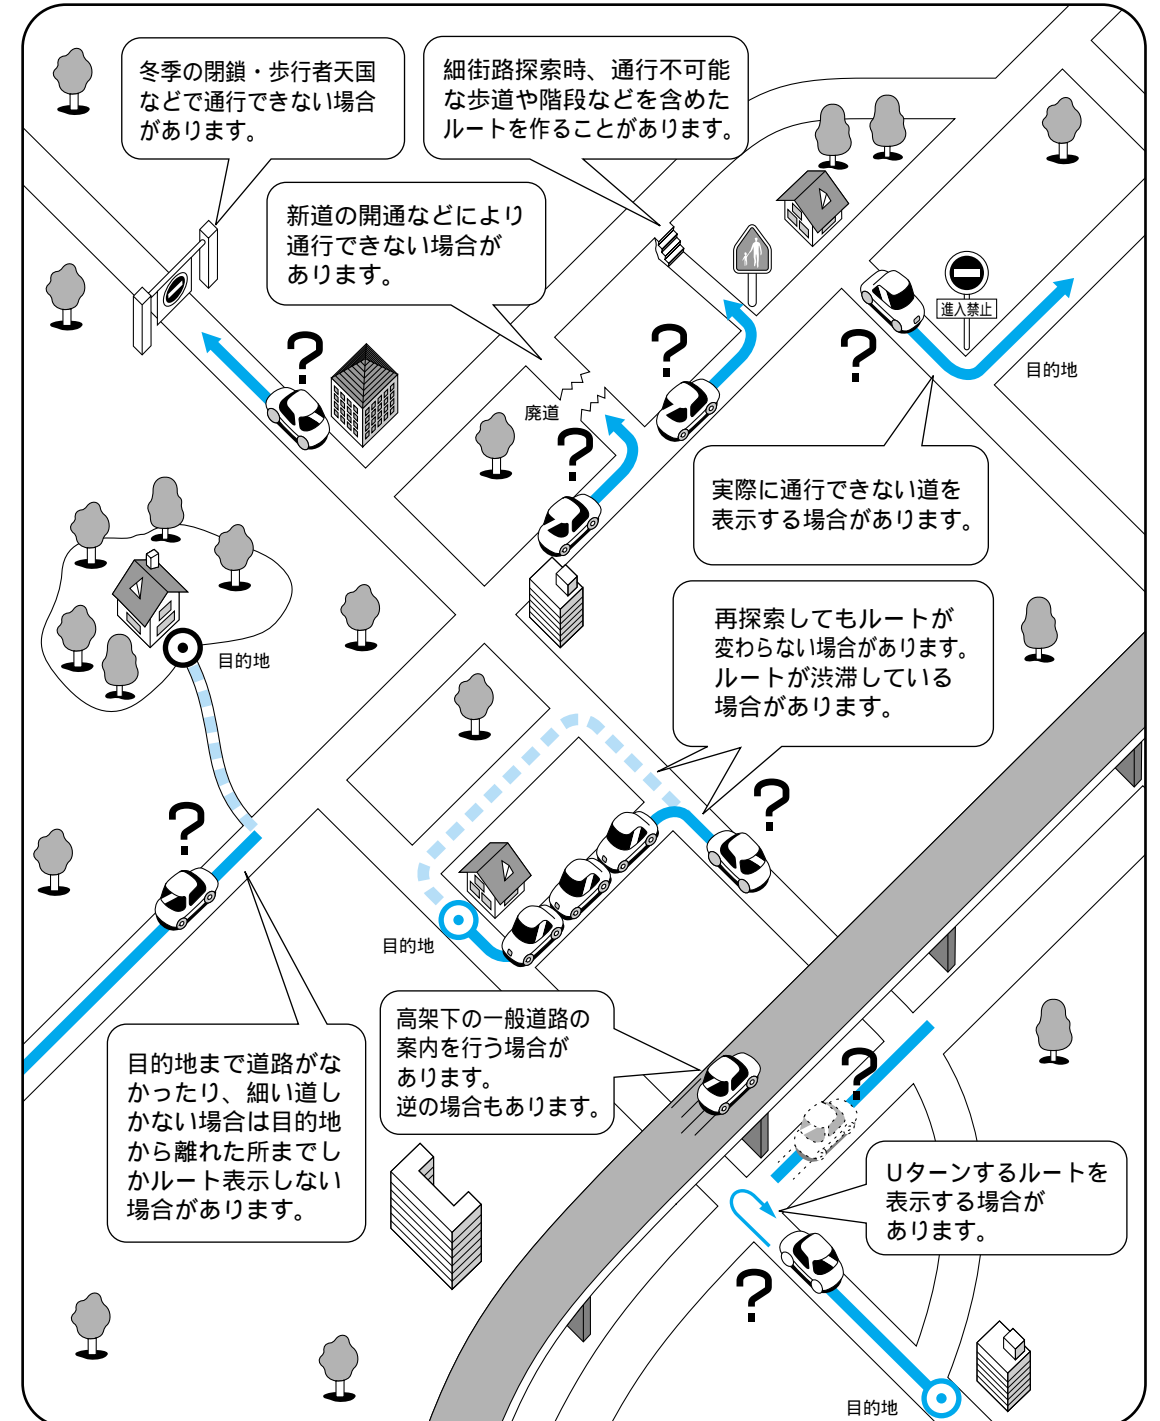 冬季の閉鎖・歩行者天国
などで通行できない場合
があります。
細街路探索時、通行不可能
な歩道や階段などを含めた
ルートを作ることがあります。
新道の開通などにより
通行できない場合が
あります。
進入禁止
目的地
廃道
実際に通行できない道を
表示する場合があります。
再探索してもルートが
変わらない場合があります。
ルートが渋滞している
場合があります。
目的地
目的地
高架下の一般道路の
案内を行う場合が
あります。
逆の場合もあります。
目的地まで道路がな
かったり、細い道し
かない場合は目的地
から離れた所までし
かルート表示しない
場合があります。
Uターンするルートを
表示する場合が
あります。
目的地
？
？
？
？
？
？
？
？